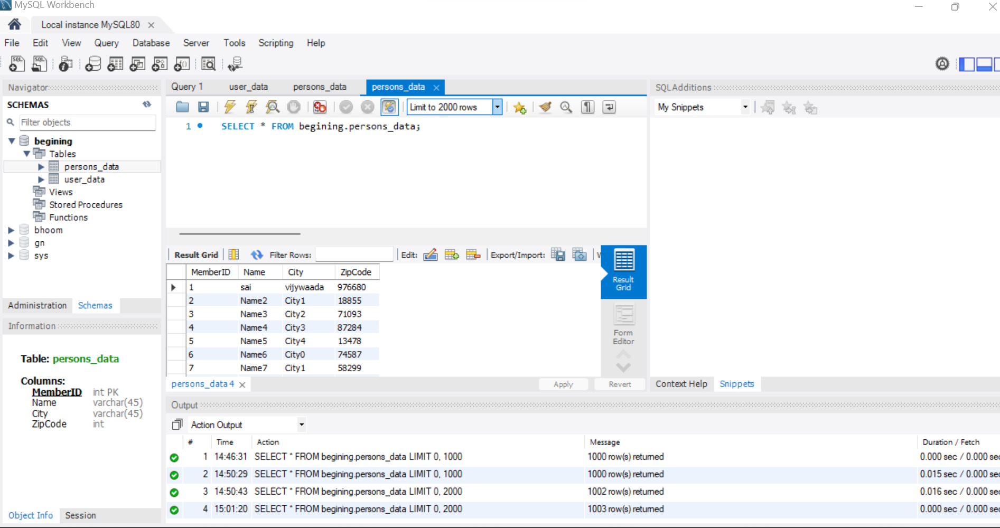 MySQL Workbench
Local instance MySQL80
File Edit View Query Database Server Tools Scripting Help
Navigator
SCHEMAS
Filter objects
begining
Tables
persons_data
user_data
Views
Stored Procedures
Functions
bhoom
gn
sys
Administration Schemas
Information
Table: persons_data
Columns:
MemberID int PK
Name varchar(45)
City varchar(45)
ZipCode int
Object Info Session
Query 1 user_data persons_data persons_data
Limit to 2000 rows
1 SELECT * FROM begining.persons_data;
Result Grid Filter Rows: Edit: Export/Import:
MemberID Name City ZipCode
1 sai vijywaada 976680
2 Name2 City1 18855
3 Name3 City2 71093
4 Name4 City3 87284
5 Name5 City4 13478
6 Name6 City0 74587
7 Name7 City1 58299
Result
Grid
Form
Editor
persons_data 4 Apply Revert
SQLAdditions
My Snippets
Context Help Snippets
Output
Action Output
# Time Action Message Duration / Fetch
1 14:46:31 SELECT * FROM begining.persons_data LIMIT 0, 1000 1000 row(s) returned 0.000 sec / 0.000 sec
2 14:50:29 SELECT * FROM begining.persons_data LIMIT 0, 1000 1000 row(s) returned 0.015 sec / 0.000 sec
3 14:50:43 SELECT * FROM begining.persons_data LIMIT 0, 2000 1002 row(s) returned 0.016 sec / 0.000 sec
4 15:01:20 SELECT * FROM begining.persons_data LIMIT 0, 2000 1003 row(s) returned 0.000 sec / 0.000 sec